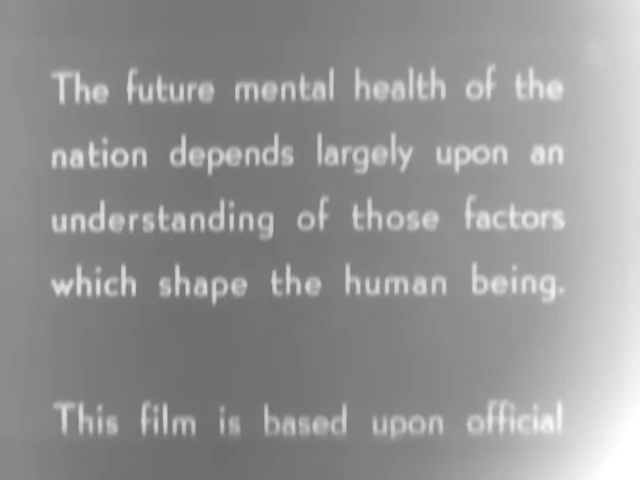 The future mental health of the
nation depends largely upon an
understanding of those factors
which shape the human being.
This film is based upon official